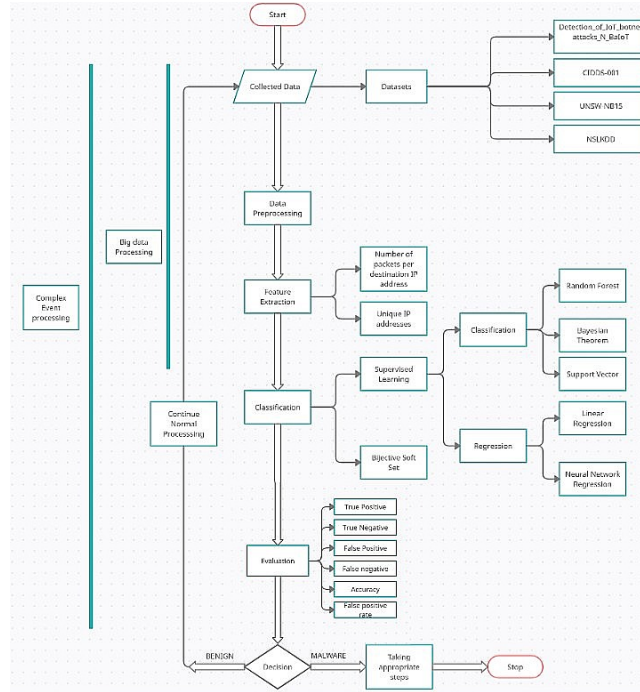 Start
Detection_of_IoT_botne
attacks_N_BaIoT
Collected Data
Datasets
CIDDS-001
UNSW-NB15
NSLKDD
Data
Preprocessing
Big data
Processing
Number of
packets per
destination IP
address
Feature
Extraction
Unique IP
addresses
Complex
Event
processing
Random Forest
Classification
Bayesian
Theorem
Supervised
Learning
Support Vector
Classification
Continue
Normal
Processsing
Linear
Regression
Regression
Bijective Soft
Set
Neural Network
Regression
True Positive
True Negative
False Positive
Evaluation
False negative
Accuracy
False positive
rate
BENIGN
Decision
MALWARE
Taking
appropriate
steps
Stop